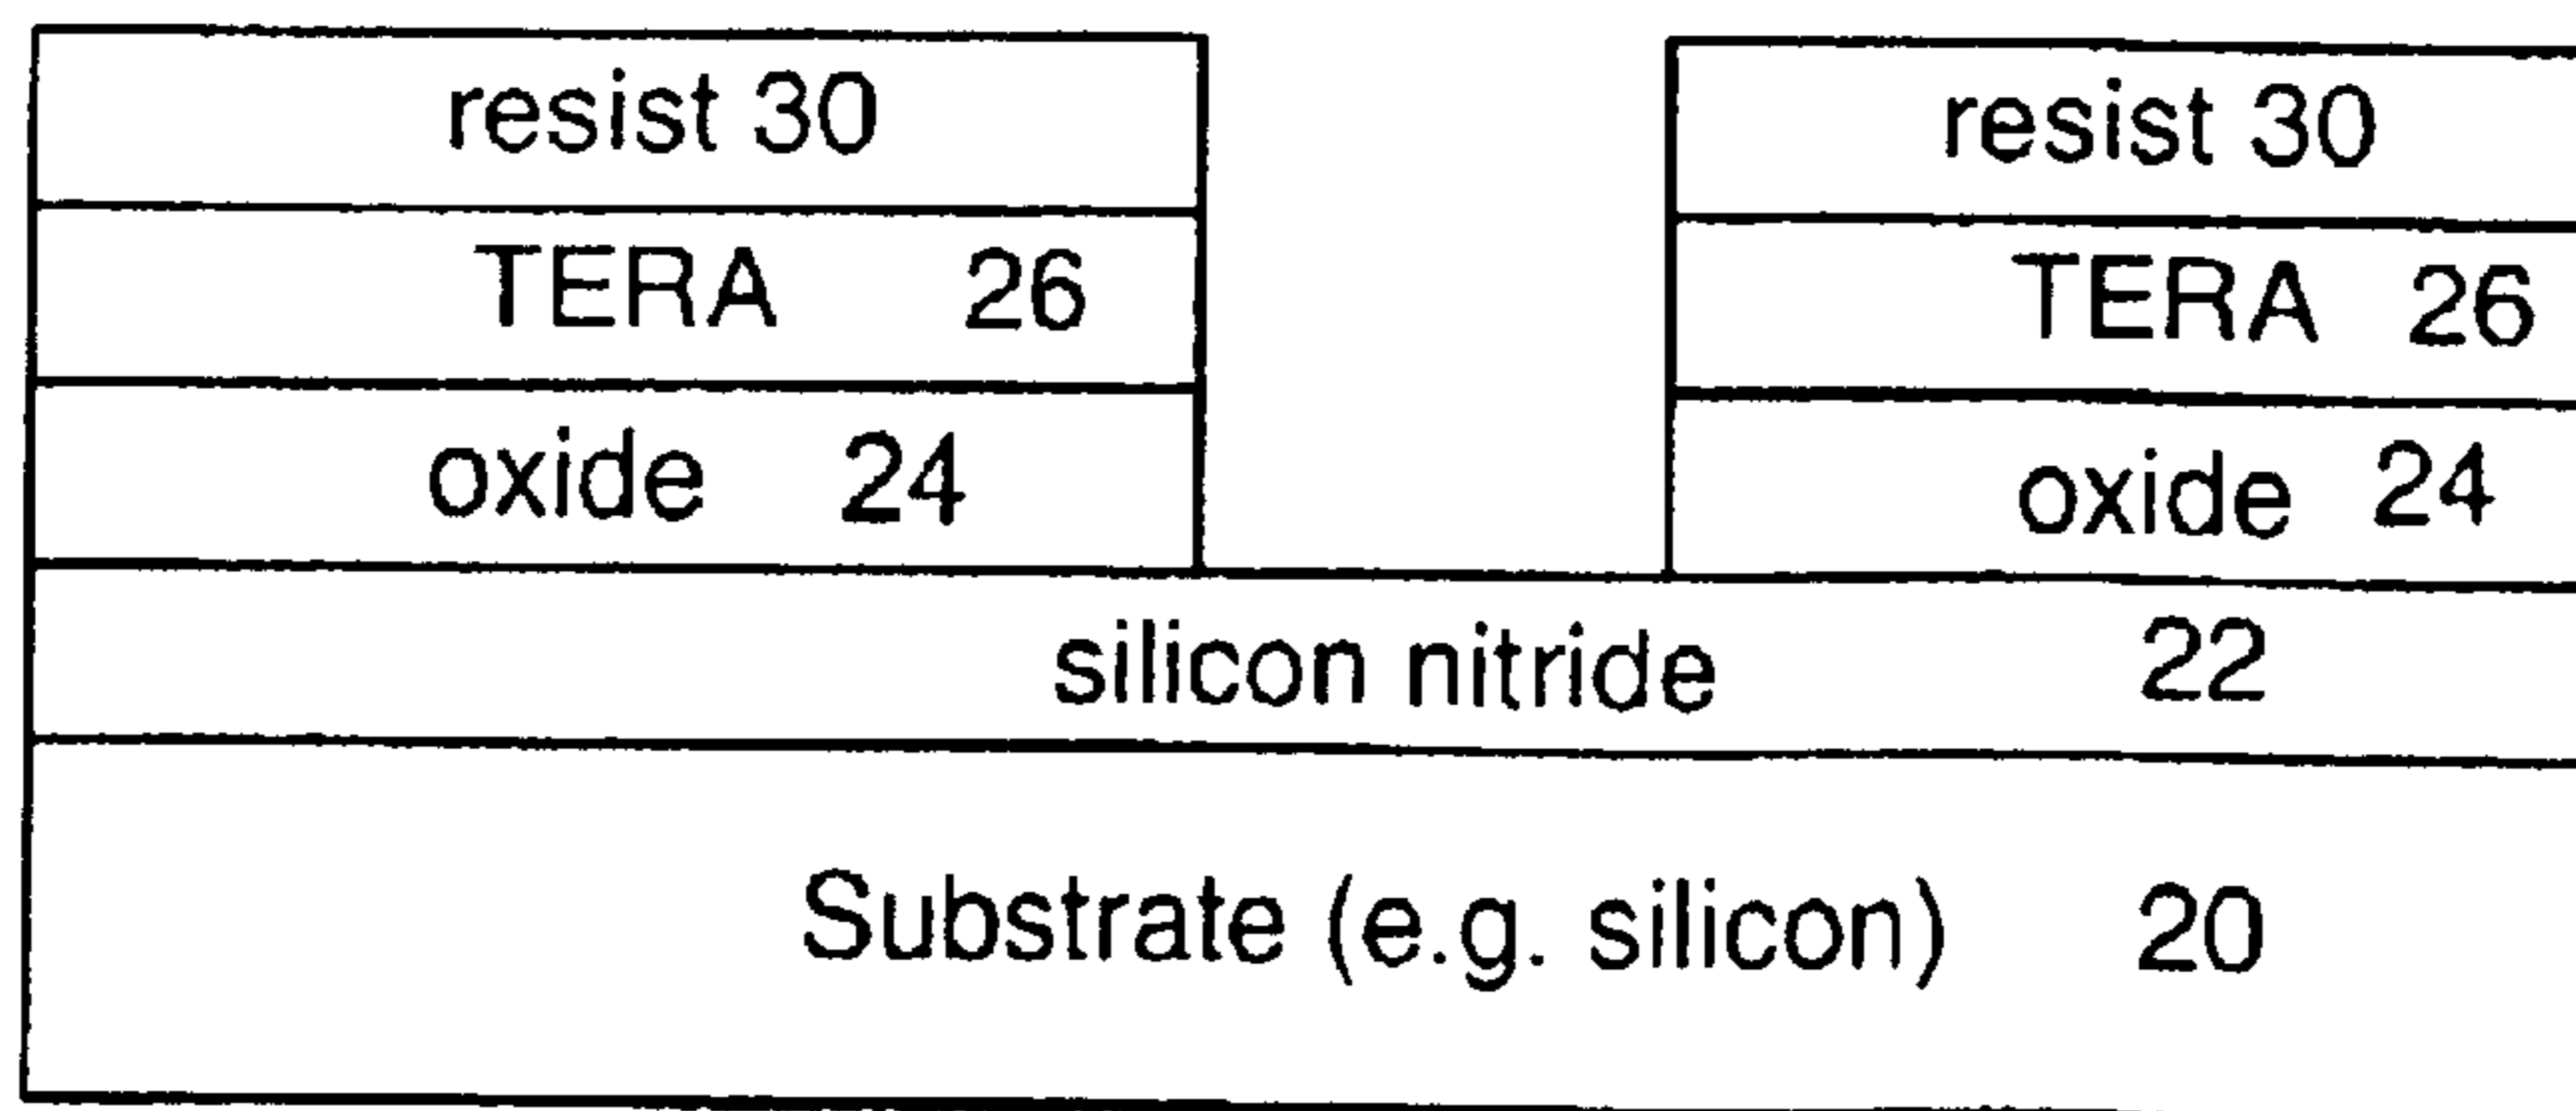 resist 30 resist 30
TERA 26 TERA 26
oxide 24 oxide 24
silicon nitride 22
Substrate (e.g. silicon) 20